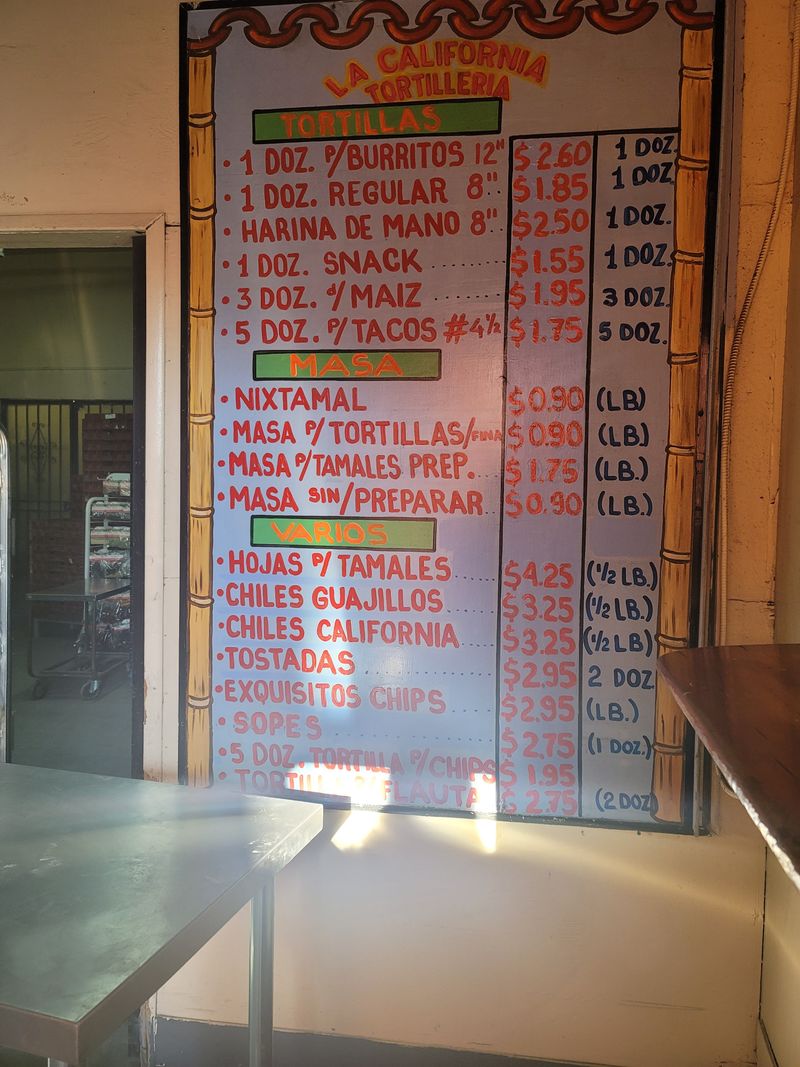 LA CALIFORNIA
TORTILLERIA
TORTILLAS
• 1 DOZ. P/BURRITOS 12" $2.60 1 DOZ.
• 1 DOZ. REGULAR 8".. $1.85 1 DOZ.
• HARINA DE MANO 8".. $2.50 1 DOZ.
• 1 DOZ. SNACK ........ $1.55 1 DOZ.
• 3 DOZ. d/MAIZ ....... $1.95 3 DOZ.
• 5 DOZ. P/TACOS #4½ $1.75 5 DOZ.
MASA
• NIXTAMAL $0.90 (LB)
• MASA P/TORTILLAS/FINA $0.90 (LB.)
• MASA P/TAMALES PREP.. $1.75 (LB.)
• MASA SIN/PREPARAR.. $0.90 (LB.)
VARIOS
• HOJAS P/TAMALES..... $4.25 (½ LB.)
• CHILES GUAJILLOS...... $3.25 (½ LB.)
• CHILES CALIFORNIA.... $3.25 (½ LB)
• TOSTADAS .............. $2.95 2 DOZ.
• EXQUISITOS CHIPS..... $2.95 (LB.)
• SOPES ................ $2.75 (1 DOZ.)
• 5 DOZ. TORTILLA P/CHIPS $1.95
• TORTILLA P/FLAUTA $2.75 (2 DOZ)